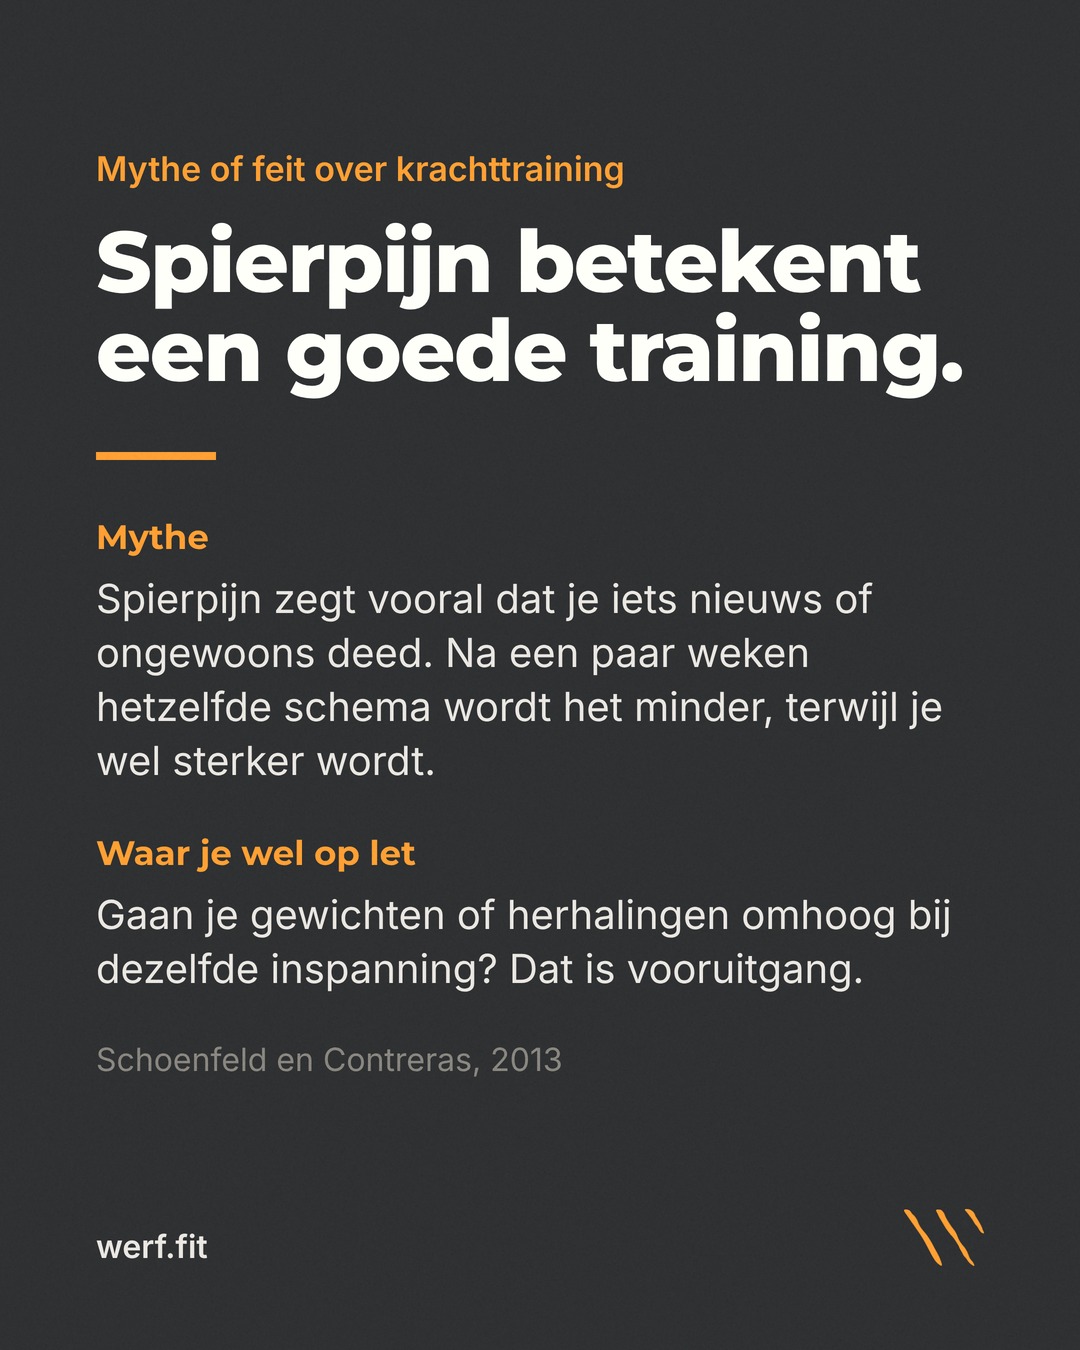 Mythe of feit over krachttraining
Spierpijn betekent
een goede training.
Mythe
Spierpijn zegt vooral dat je iets nieuws of
ongewoons deed. Na een paar weken
hetzelfde schema wordt het minder, terwijl je
wel sterker wordt.
Waar je wel op let
Gaan je gewichten of herhalingen omhoog bij
dezelfde inspanning? Dat is vooruitgang.
Schoenfeld en Contreras, 2013
werf.fit